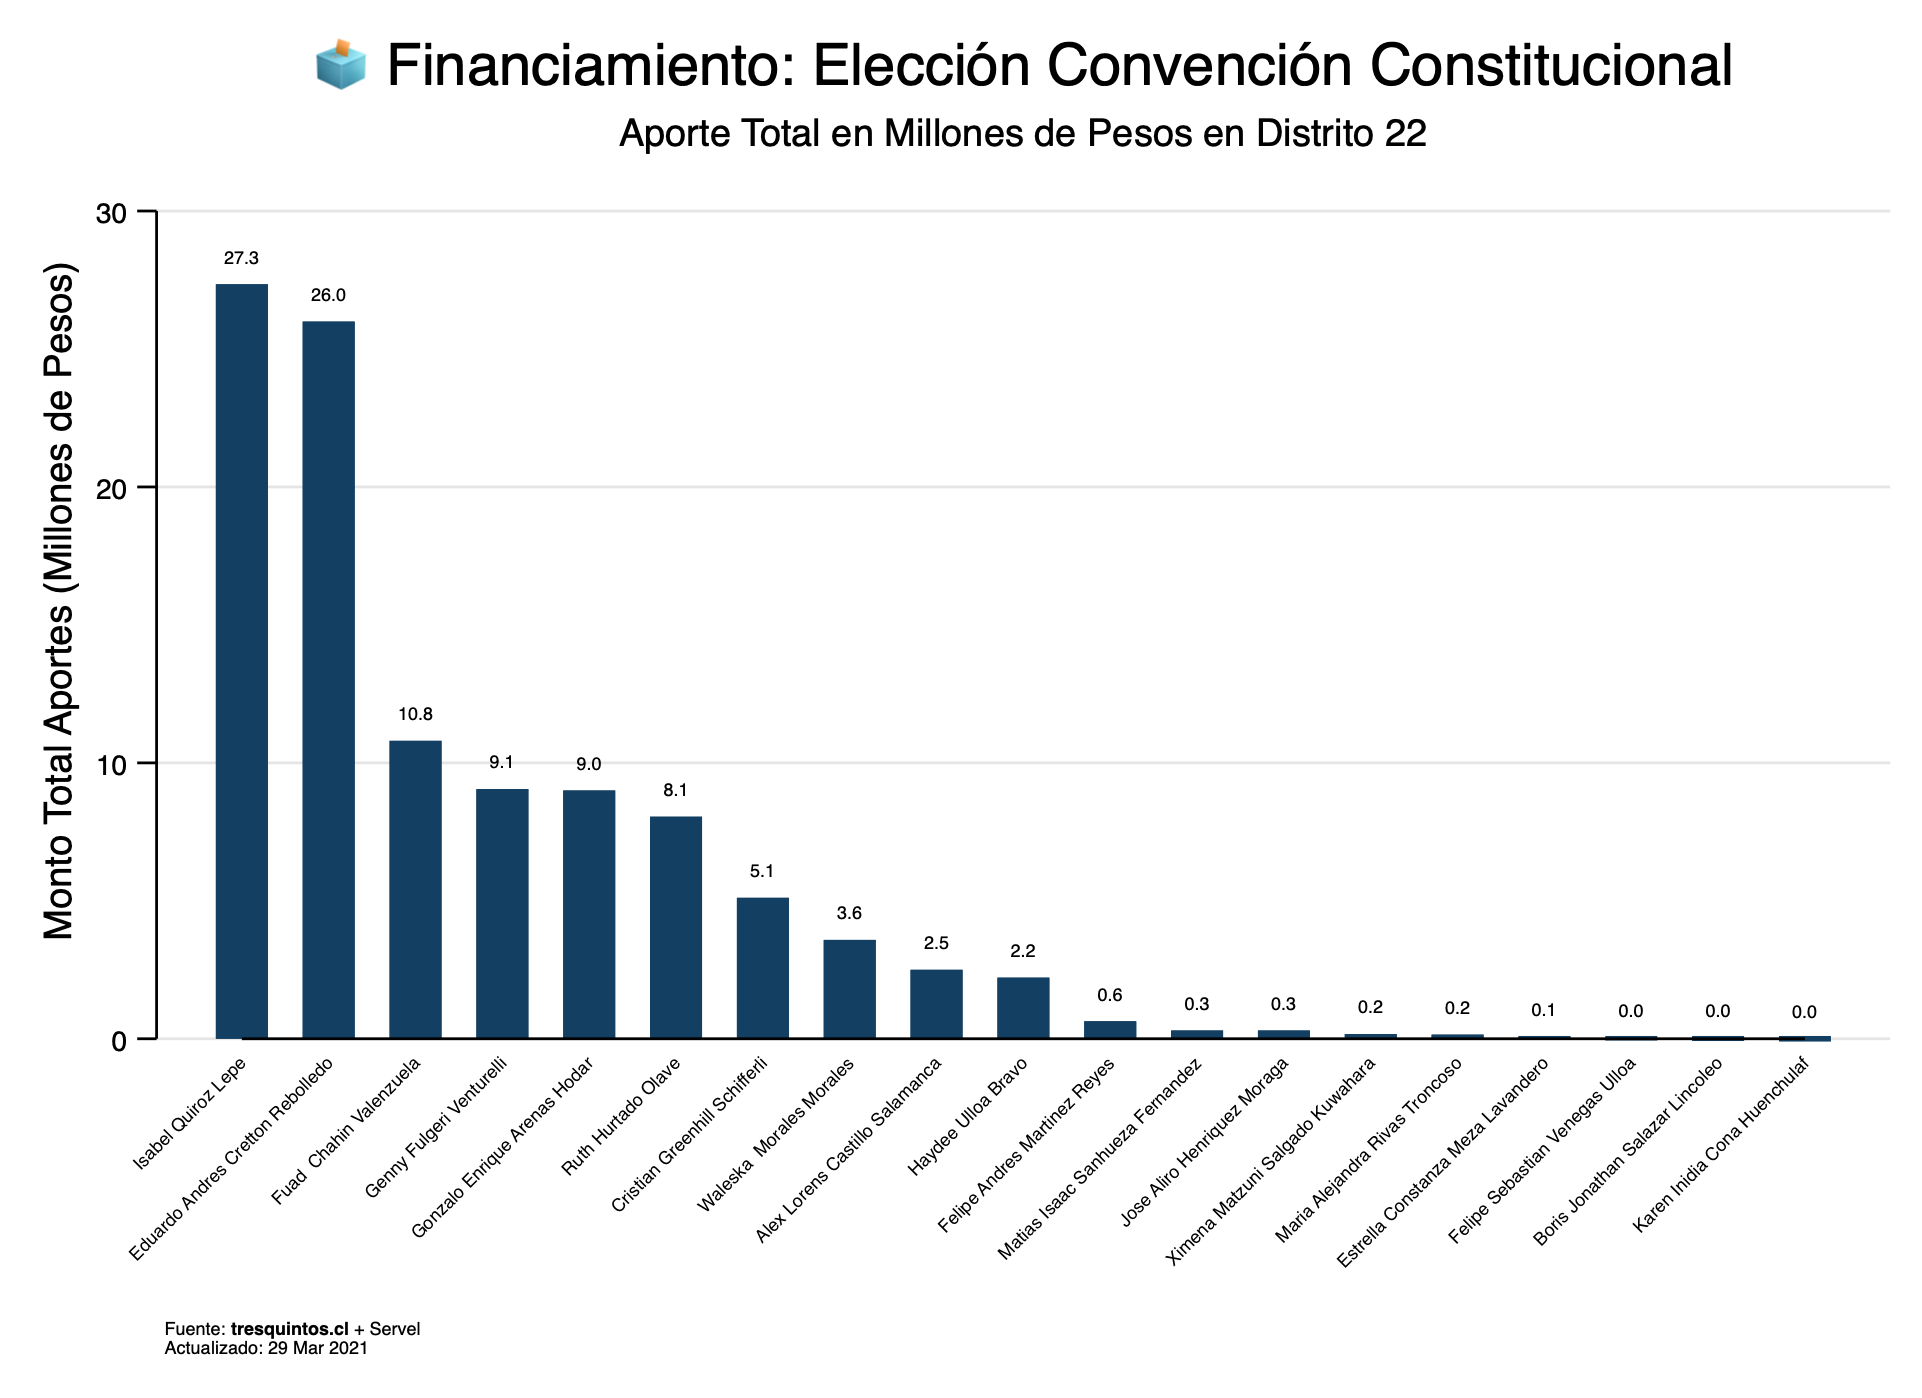 Financiamiento: Elección Convención Constitucional
Aporte Total en Millones de Pesos en Distrito 22
Monto Total Aportes (Millones de Pesos)
30
20
10
0
27.3
26.0
10.8
9.1
9.0
8.1
5.1
3.6
2.5
2.2
0.6
0.3
0.3
0.2
0.2
0.1
0.0
0.0
0.0
Isabel Quiroz Lepe
Eduardo Andres Cretton Rebolledo
Fuad  Chahin Valenzuela
Genny Fulgeri Venturelli
Gonzalo Enrique Arenas Hodar
Ruth Hurtado Olave
Cristian Greenhill Schifferli
Waleska  Morales Morales
Alex Lorens Castillo Salamanca
Haydee Ulloa Bravo
Felipe Andres Martinez Reyes
Matias Isaac Sanhueza Fernandez
Jose Aliro Henriquez Moraga
Ximena Matzuni Salgado Kuwahara
Maria Alejandra Rivas Troncoso
Estrella Constanza Meza Lavandero
Felipe Sebastian Venegas Ulloa
Boris Jonathan Salazar Lincoleo
Karen Inidia Cona Huenchulaf
Fuente: tresquintos.cl + Servel
Actualizado: 29 Mar 2021